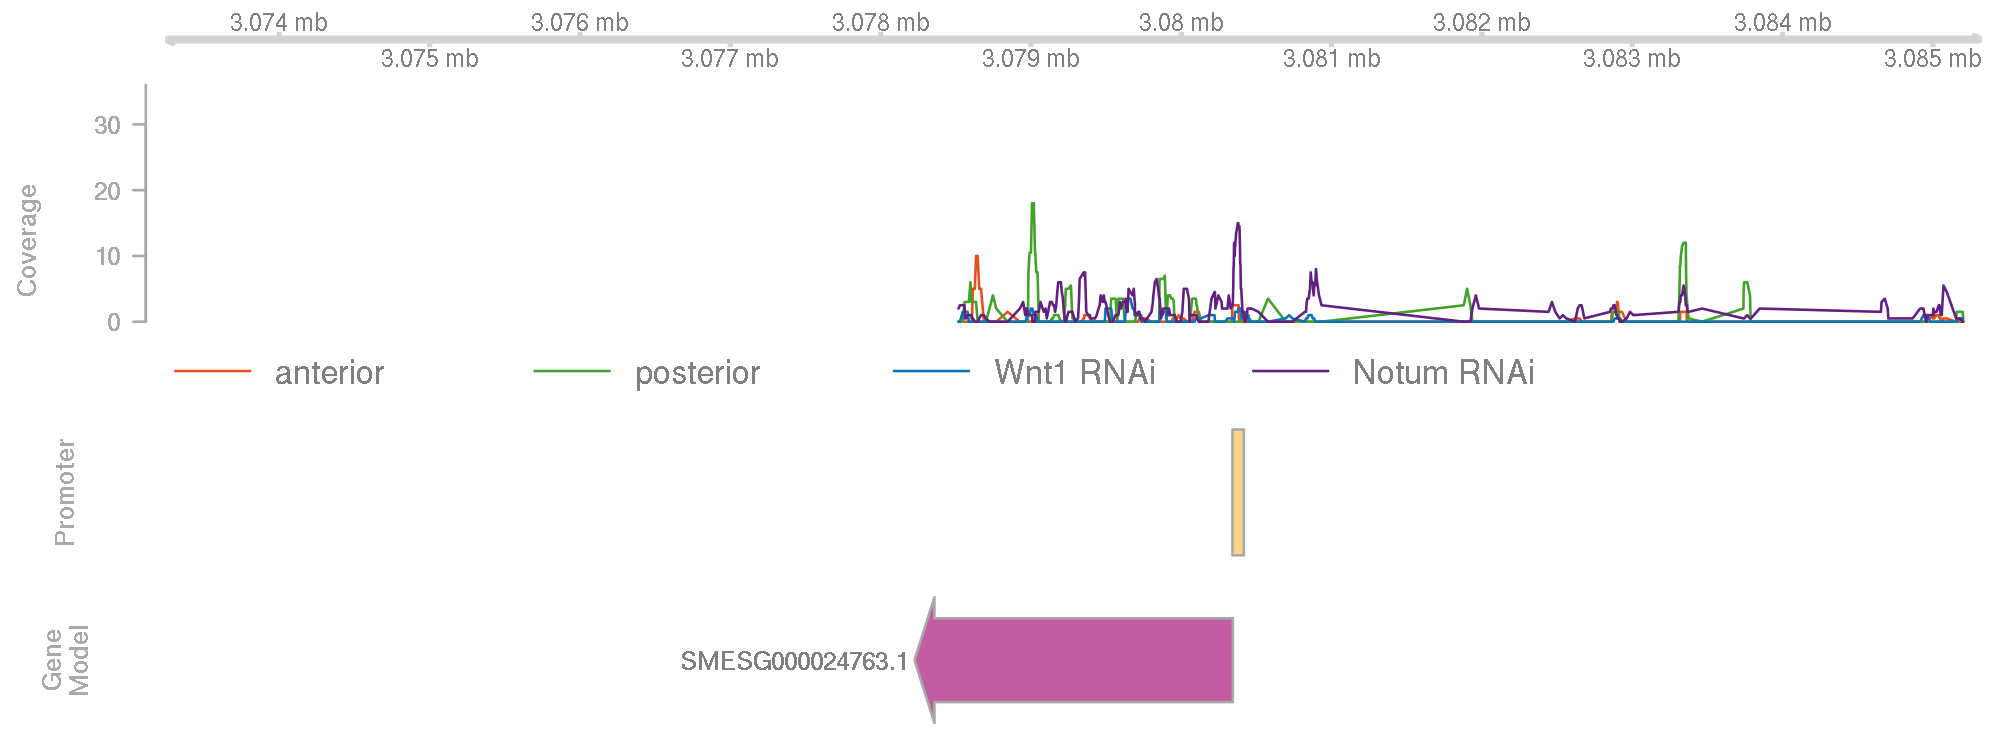 3.074 mb 3.076 mb 3.078 mb 3.08 mb 3.082 mb 3.084 mb
3.075 mb 3.077 mb 3.079 mb 3.081 mb 3.083 mb 3.085 mb
Coverage
30
20
10
0
anterior posterior Wnt1 RNAi Notum RNAi
Promoter
Gene
Model
SMESG000024763.1